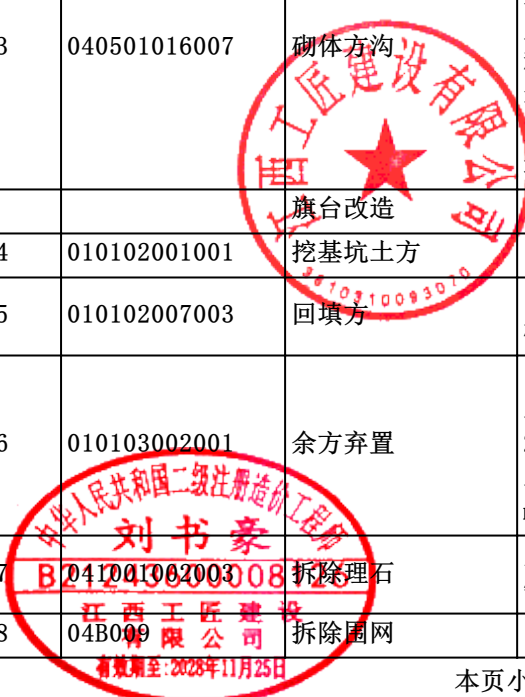 3 040501016007 砌体方沟
江西工匠建设有限公司
旗台改造
4 010102001001 挖基坑土方
3610310093070
5 010102007003 回填方
6 010103002001 余方弃置
中华人民共和国二级注册造价工程师
刘书豪
7 041001062003 拆除理石
江西工匠建设
有限公司
8 04B009 拆除围网
有效期至:2028年11月25日
本页小